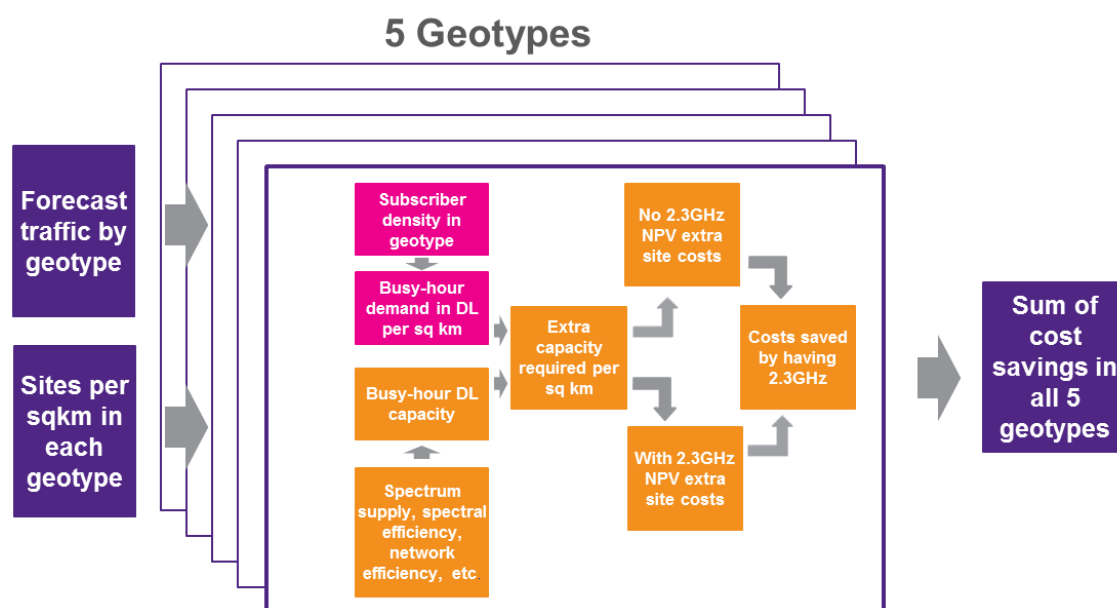 5 Geotypes
Forecast
traffic by
geotype
Sites per
sqkm in
each
geotype
Subscriber
density in
geotype
Busy-hour
demand in DL
per sq km
Busy-hour DL
capacity
Spectrum
supply, spectral
efficiency,
network
efficiency, etc.
Extra
capacity
required per
sq km
No 2.3GHz
NPV extra
site costs
With 2.3GHz
NPV extra
site costs
Costs saved
by having
2.3GHz
Sum of
cost
savings in
all 5
geotypes